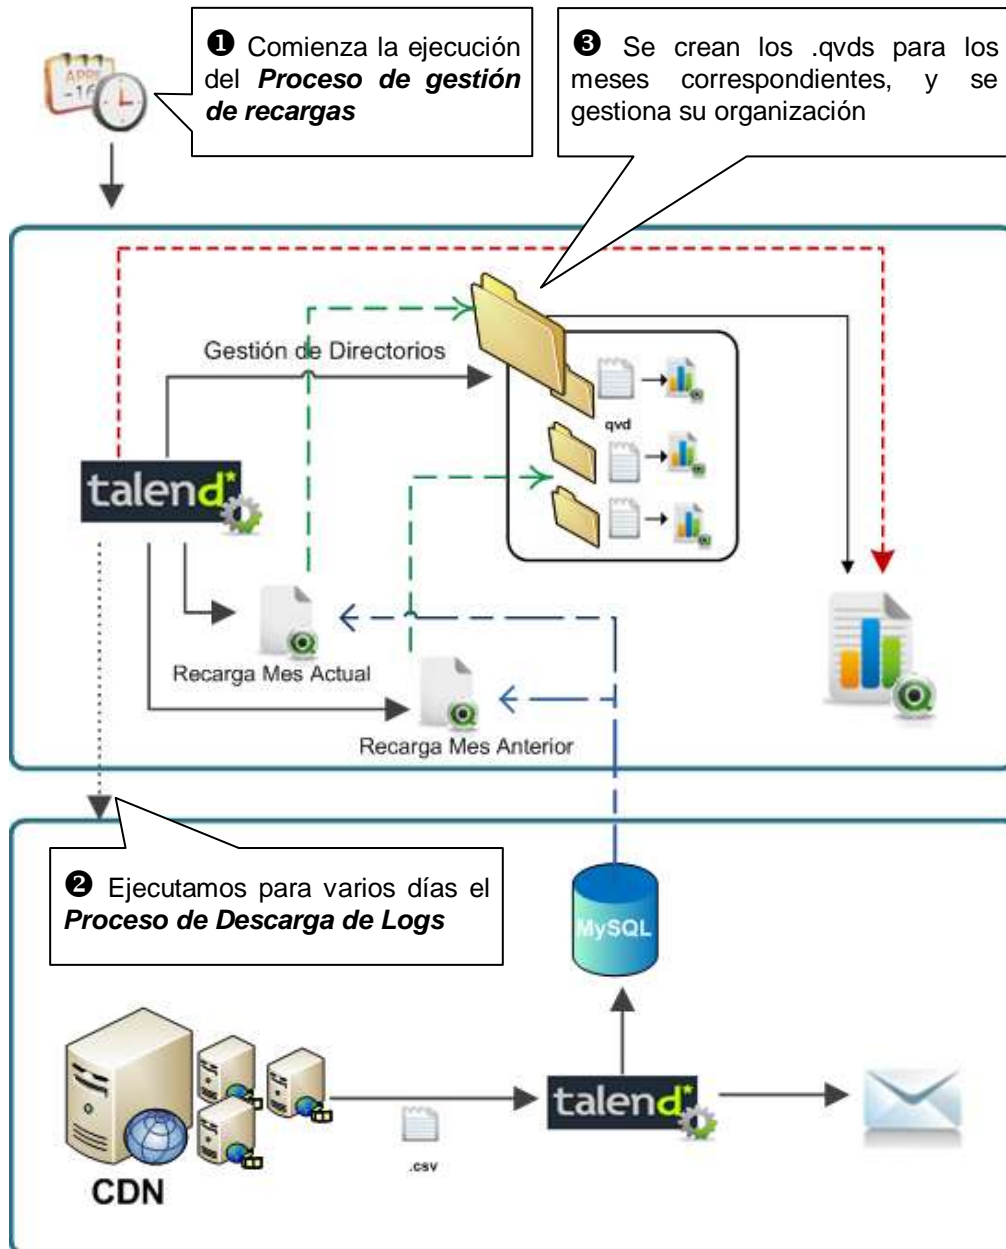 ❶ Comienza la ejecución
del Proceso de gestión
de recargas
❸ Se crean los .qvds para los
meses correspondientes, y se
gestiona su organización
APRI
-16
Gestión de Directorios
qvd
talend*
Recarga Mes Actual
Recarga Mes Anterior
❷ Ejecutamos para varios días el
Proceso de Descarga de Logs
MySQL
talend*
.csv
CDN